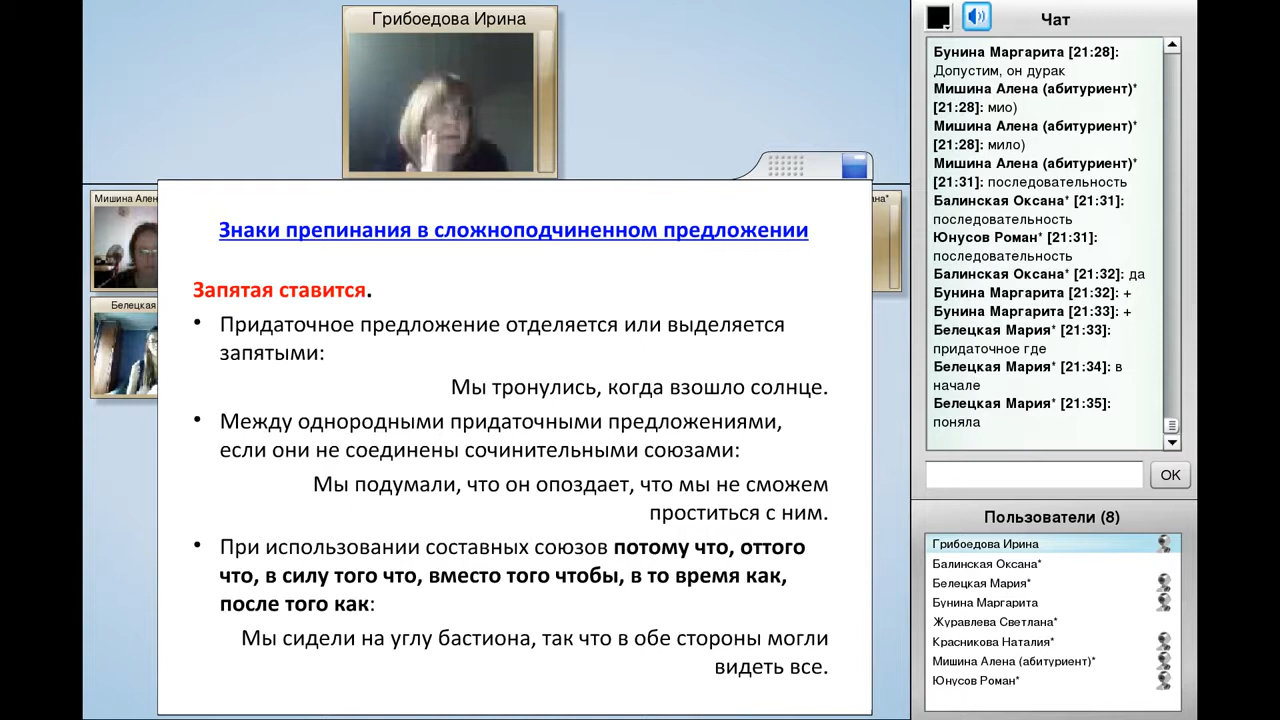 Грибоедова Ирина
Мишина Ален
ана*
Белецкая
Знаки препинания в сложноподчиненном предложении
Запятая ставится.
• Придаточное предложение отделяется или выделяется
запятыми:
Мы тронулись, когда взошло солнце.
• Между однородными придаточными предложениями,
если они не соединены сочинительными союзами:
Мы подумали, что он опоздает, что мы не сможем
проститься с ним.
• При использовании составных союзов потому что, оттого
что, в силу того что, вместо того чтобы, в то время как,
после того как:
Мы сидели на углу бастиона, так что в обе стороны могли
видеть все.
Чат
Бунина Маргарита [21:28]:
Допустим, он дурак
Мишина Алена (абитуриент)*
[21:28]: мио)
Мишина Алена (абитуриент)*
[21:28]: мило)
Мишина Алена (абитуриент)*
[21:31]: последовательность
Балинская Оксана* [21:31]:
последовательность
Юнусов Роман* [21:31]:
последовательность
Балинская Оксана* [21:32]: да
Бунина Маргарита [21:32]: +
Бунина Маргарита [21:33]: +
Белецкая Мария* [21:33]:
придаточное где
Белецкая Мария* [21:34]: в
начале
Белецкая Мария* [21:35]:
поняла
OK
Пользователи (8)
Грибоедова Ирина
Балинская Оксана*
Белецкая Мария*
Бунина Маргарита
Журавлева Светлана*
Красникова Наталия*
Мишина Алена (абитуриент)*
Юнусов Роман*